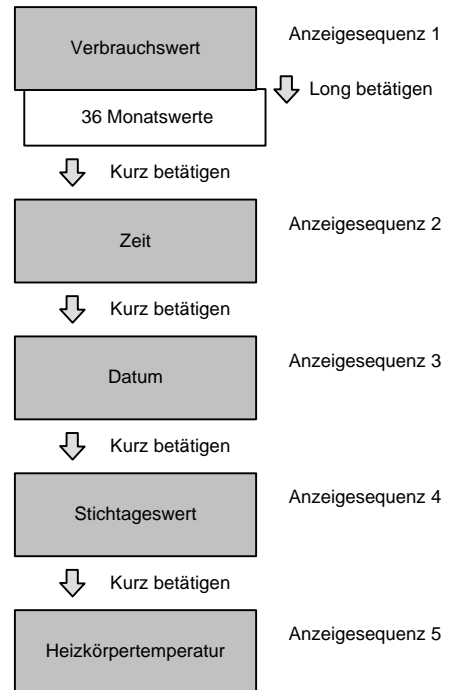 Verbrauchswert
Anzeigesequenz 1
Long betätigen
36 Monatswerte
Kurz betätigen
Zeit
Anzeigesequenz 2
Kurz betätigen
Datum
Anzeigesequenz 3
Kurz betätigen
Stichtageswert
Anzeigesequenz 4
Kurz betätigen
Heizkörpertemperatur
Anzeigesequenz 5